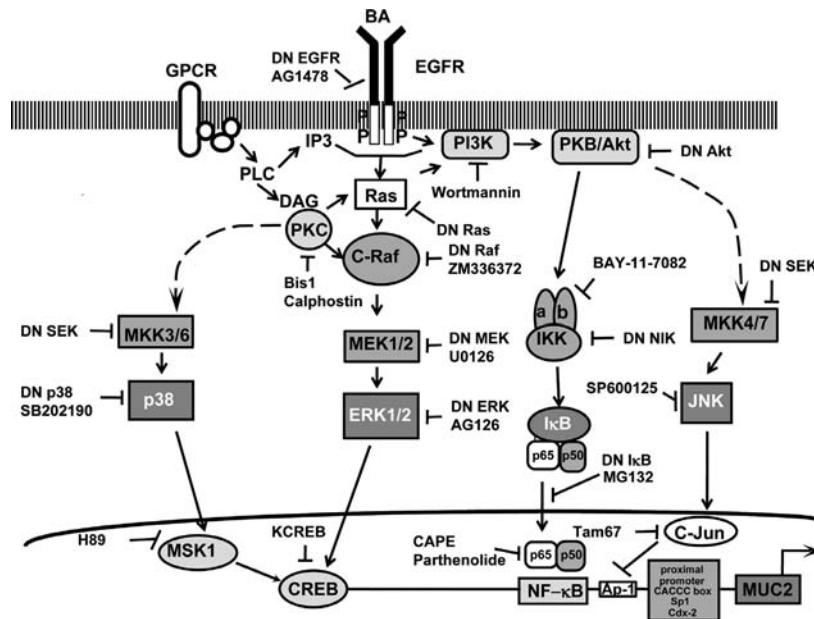 BA
DN EGFR
AG1478
EGFR
GPCR
P
P
P
P
IP3
PI3K
PKB/Akt
DN Akt
PLC
DAG
Ras
Wortmannin
PKC
DN Ras
C-Raf
DN Raf
ZM336372
Bis1
Calphostin
BAY-11-7082
DN SEK
a b
IKK
DN SEK
MKK3/6
MEK1/2
DN MEK
U0126
DN NIK
MKK4/7
DN p38
SB202190
p38
ERK1/2
DN ERK
AG126
SP600125
JNK
IκB
p65 p50
DN IκB
MG132
H89
MSK1
KCREB
CREB
CAPE
Parthenolide
p65 p50
Tam67
C-Jun
NF-κB
Ap-1
proximal
promoter
CACCC box
Sp1
Cdx-2
MUC2